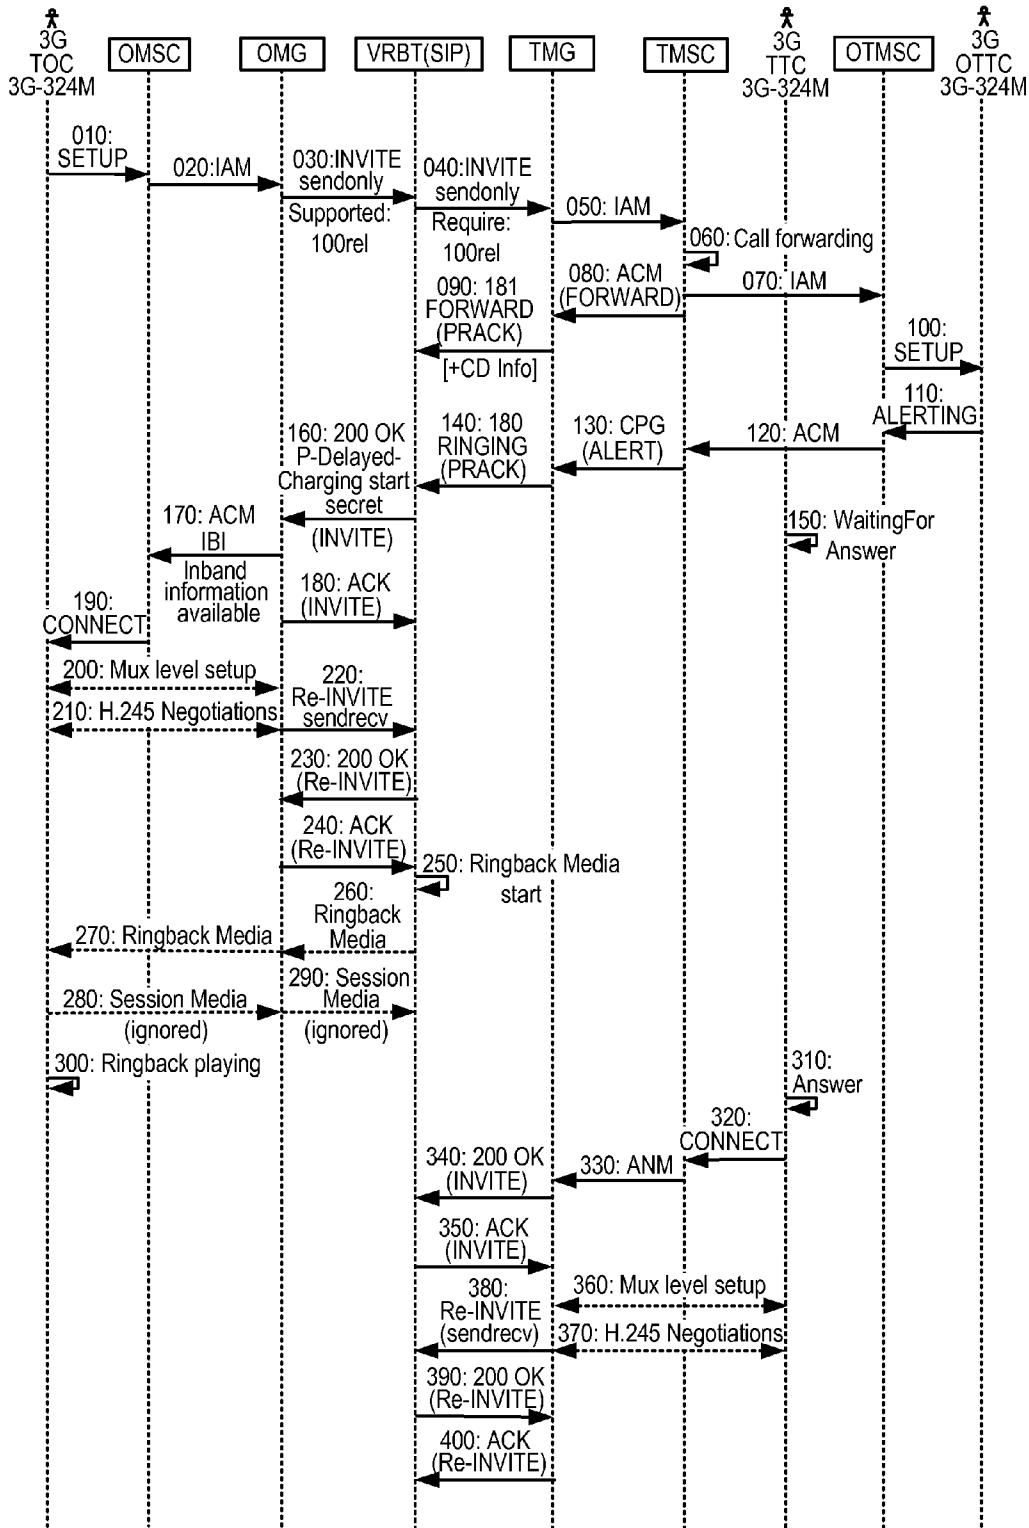 3G
TOC
3G-324M
OMSC
OMG
VRBT(SIP)
TMG
TMSC
3G
TTC
3G-324M
OTMSC
3G
OTTC
3G-324M
010:
SETUP
020:IAM
030:INVITE
sendonly
Supported:
100rel
040:INVITE
sendonly
Require:
100rel
050: IAM
060: Call forwarding
070: IAM
080: ACM
(FORWARD)
090: 181
FORWARD
(PRACK)
[+CD Info]
100:
SETUP
110:
ALERTING
120: ACM
130: CPG
(ALERT)
140: 180
RINGING
(PRACK)
150: WaitingFor
Answer
160: 200 OK
P-Delayed-
Charging start
secret
(INVITE)
170: ACM
IBI
Inband
information
available
180: ACK
(INVITE)
190:
CONNECT
200: Mux level setup
210: H.245 Negotiations
220:
Re-INVITE
sendrecv
230: 200 OK
(Re-INVITE)
240: ACK
(Re-INVITE)
250: Ringback Media
start
260:
Ringback
Media
270: Ringback Media
280: Session Media
(ignored)
290: Session
Media
(ignored)
300: Ringback playing
310:
Answer
320:
CONNECT
330: ANM
340: 200 OK
(INVITE)
350: ACK
(INVITE)
360: Mux level setup
370: H.245 Negotiations
380:
Re-INVITE
(sendrecv)
390: 200 OK
(Re-INVITE)
400: ACK
(Re-INVITE)